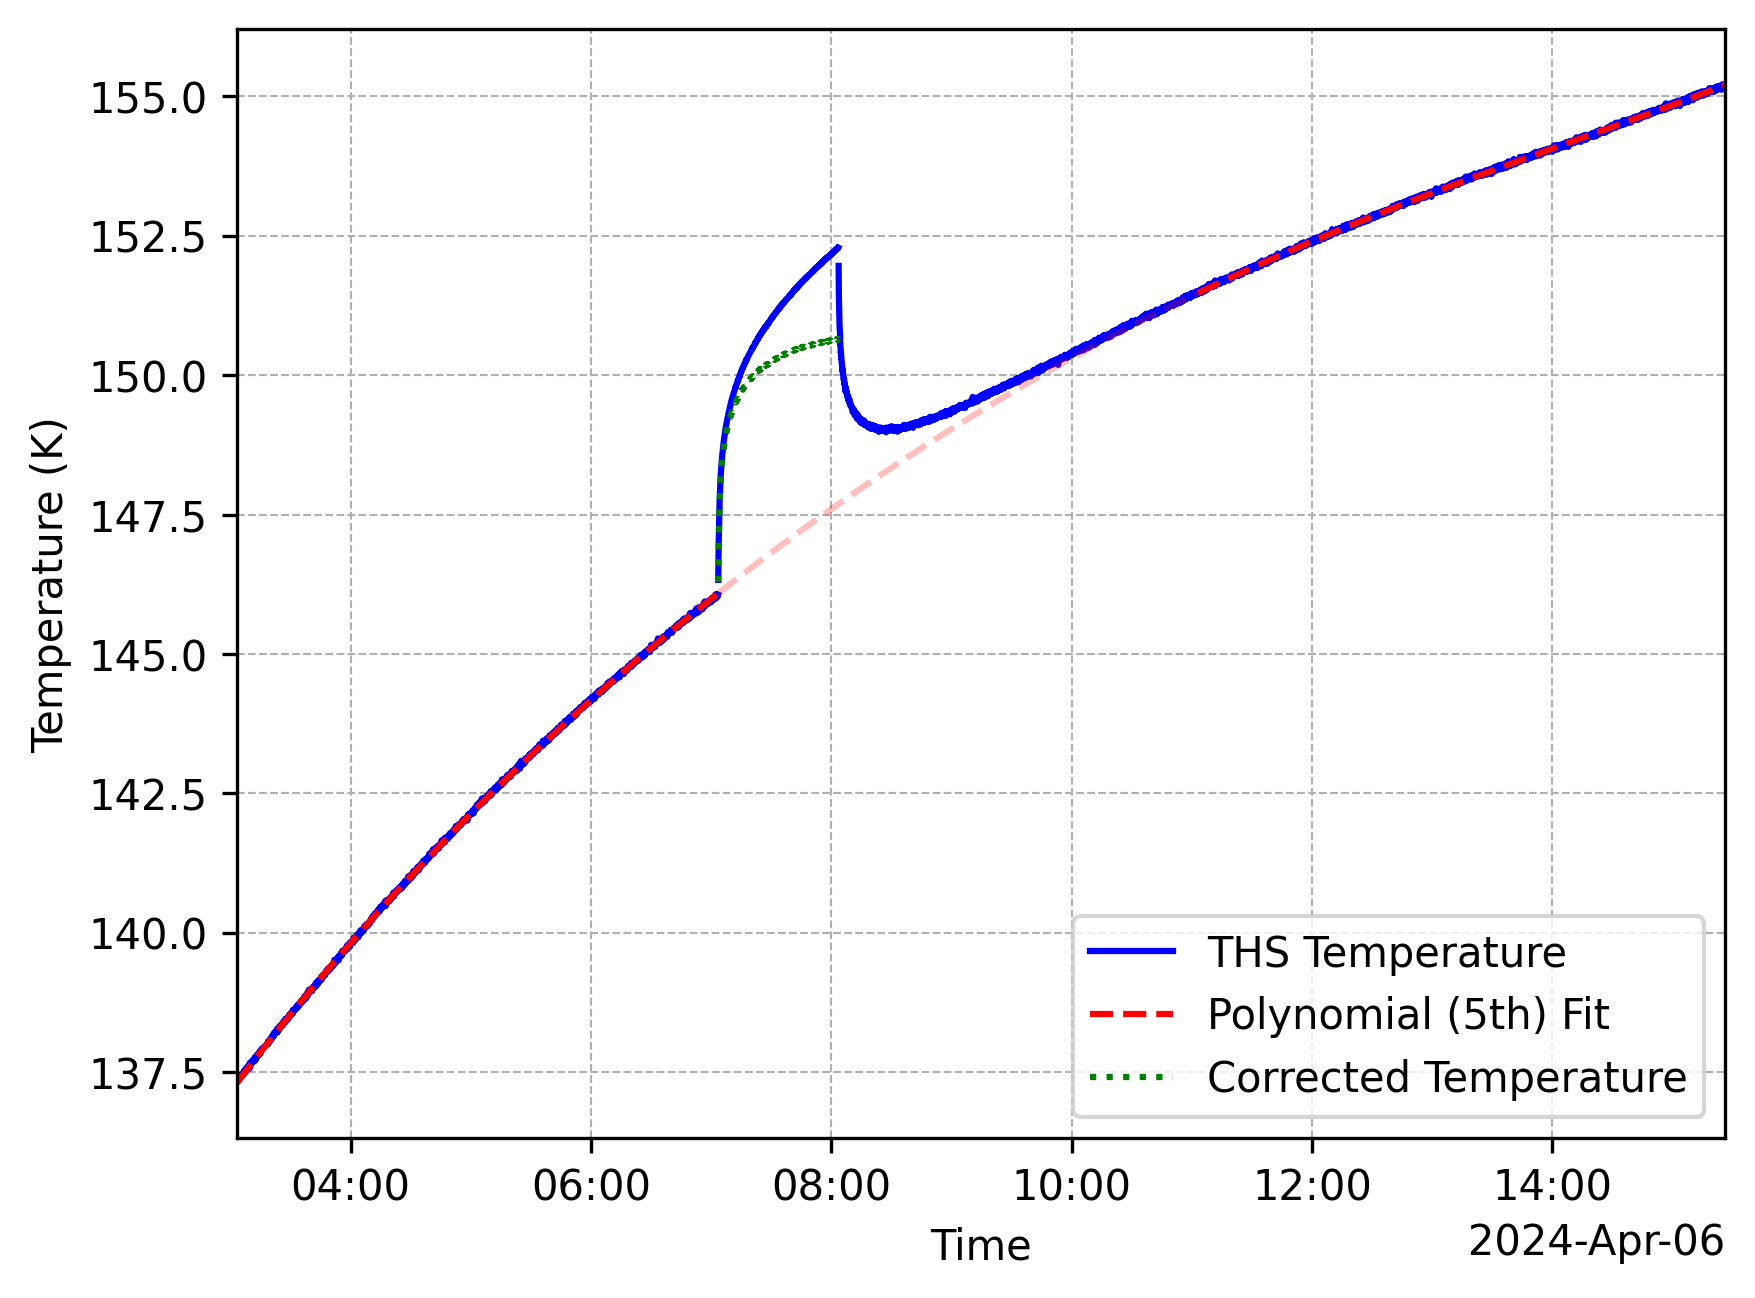 155.0
152.5
150.0
147.5
145.0
142.5
140.0
137.5
Temperature (K)
THS Temperature
Polynomial (5th) Fit
Corrected Temperature
04:00 06:00 08:00 10:00 12:00 14:00
Time
2024-Apr-06